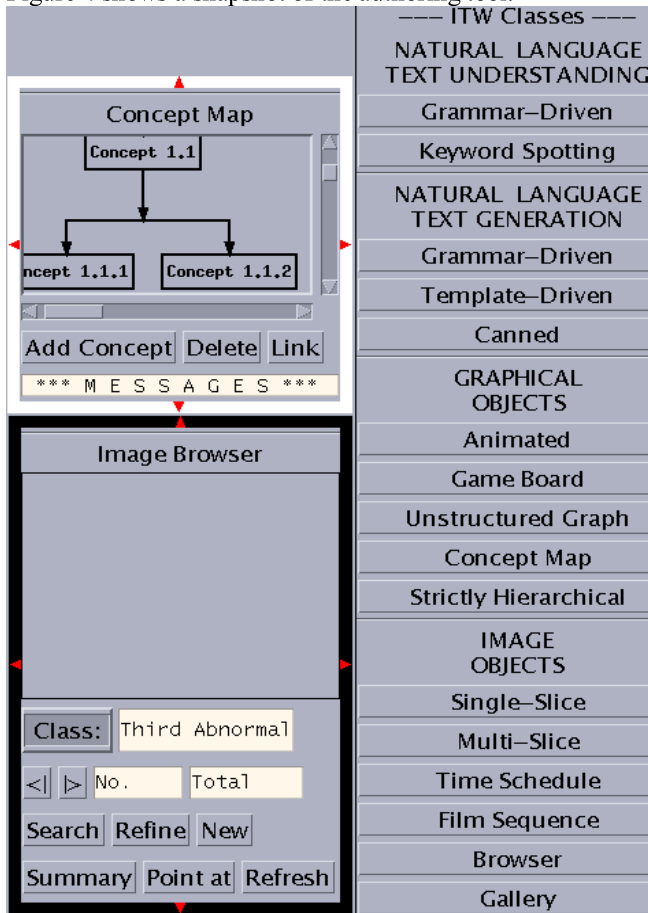 Concept Map
Concept 1.1
ncept 1.1.1
Concept 1.1.2
Add Concept Delete Link
*** M E S S A G E S ***
Image Browser
Class: Third Abnormal
<| |> No. Total
Search Refine New
Summary Point at Refresh
--- ITW Classes ---
NATURAL LANGUAGE
TEXT UNDERSTANDING
Grammar-Driven
Keyword Spotting
NATURAL LANGUAGE
TEXT GENERATION
Grammar-Driven
Template-Driven
Canned
GRAPHICAL
OBJECTS
Animated
Game Board
Unstructured Graph
Concept Map
Strictly Hierarchical
IMAGE
OBJECTS
Single-Slice
Multi-Slice
Time Schedule
Film Sequence
Browser
Gallery